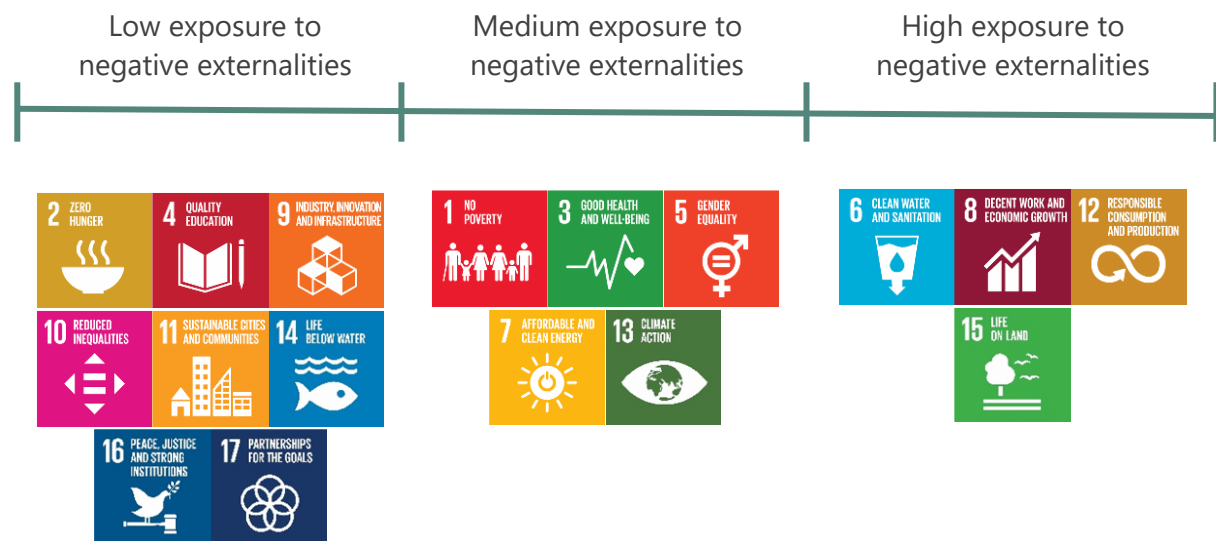 Low exposure to
negative externalities
Medium exposure to
negative externalities
High exposure to
negative externalities
2 ZERO
HUNGER
4 QUALITY
EDUCATION
9 INDUSTRY, INNOVATION
AND INFRASTRUCTURE
10 REDUCED
INEQUALITIES
11 SUSTAINABLE CITIES
AND COMMUNITIES
14 LIFE
BELOW WATER
16 PEACE, JUSTICE
AND STRONG
INSTITUTIONS
17 PARTNERSHIPS
FOR THE GOALS
1 NO
POVERTY
3 GOOD HEALTH
AND WELL-BEING
5 GENDER
EQUALITY
7 AFFORDABLE AND
CLEAN ENERGY
13 CLIMATE
ACTION
6 CLEAN WATER
AND SANITATION
8 DECENT WORK AND
ECONOMIC GROWTH
12 RESPONSIBLE
CONSUMPTION
AND PRODUCTION
15 LIFE
ON LAND